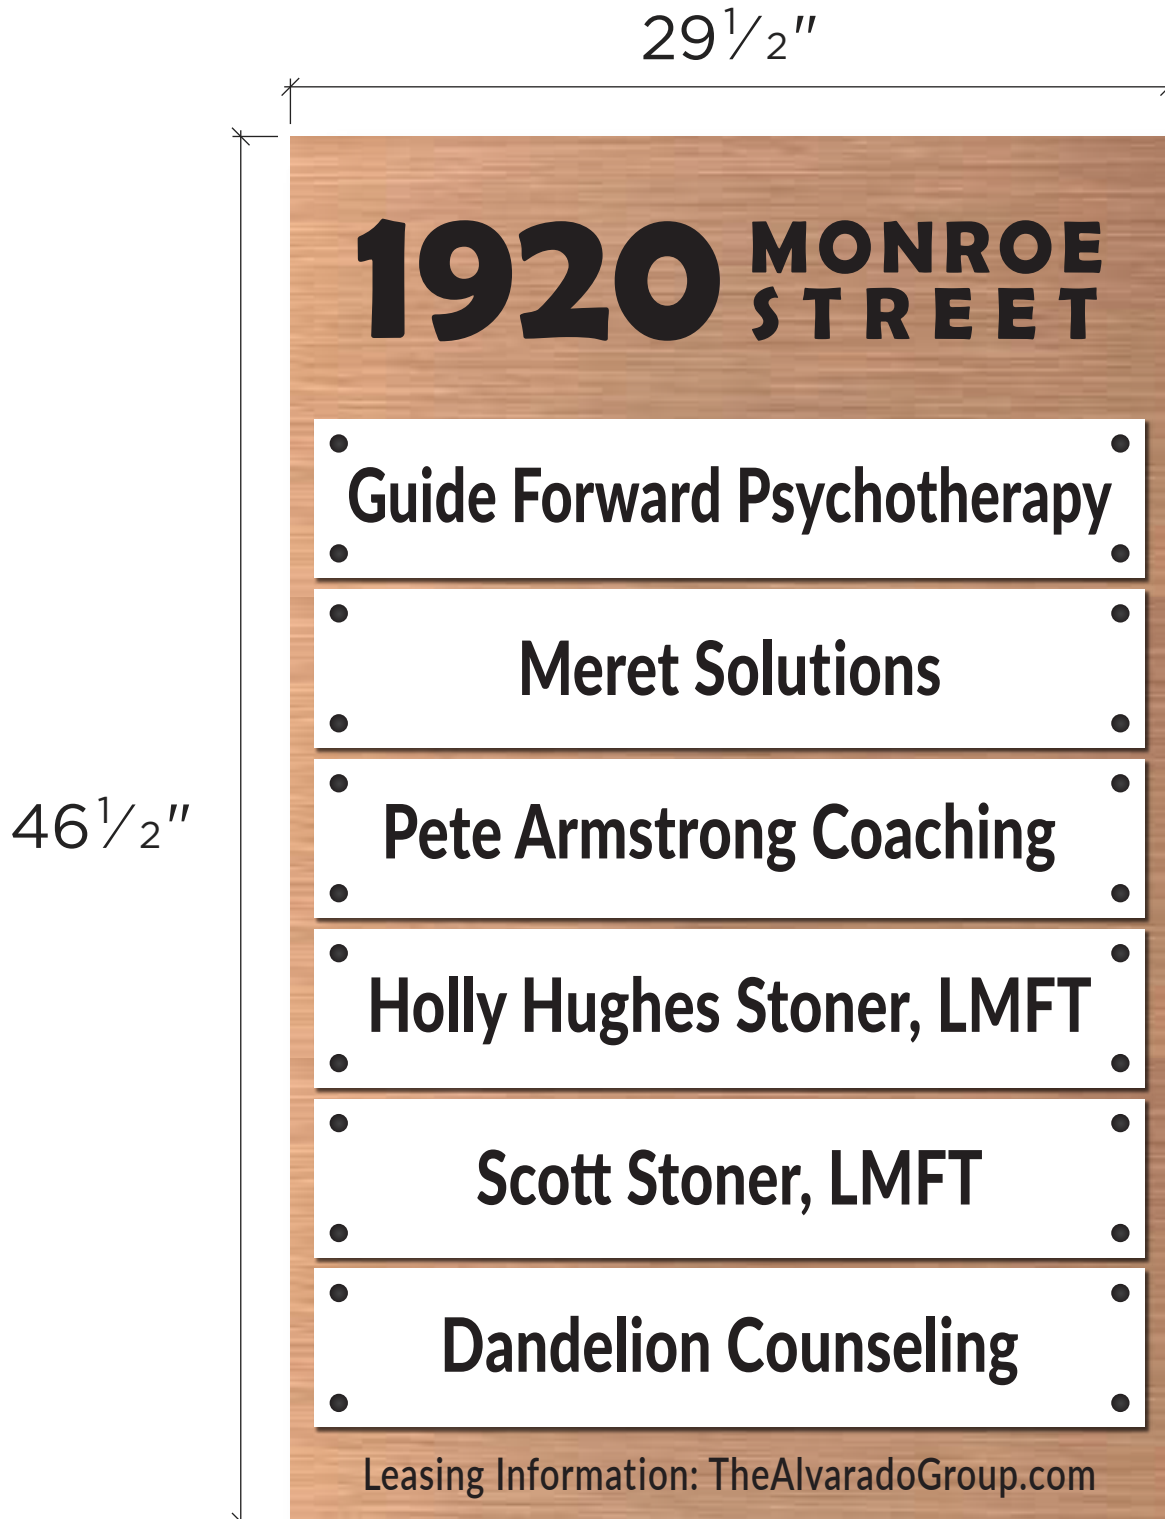 29½"
1920 MONROE
STREET
Guide Forward Psychotherapy
Meret Solutions
46½"
Pete Armstrong Coaching
Holly Hughes Stoner, LMFT
Scott Stoner, LMFT
Dandelion Counseling
Leasing Information: TheAlvaradoGroup.com